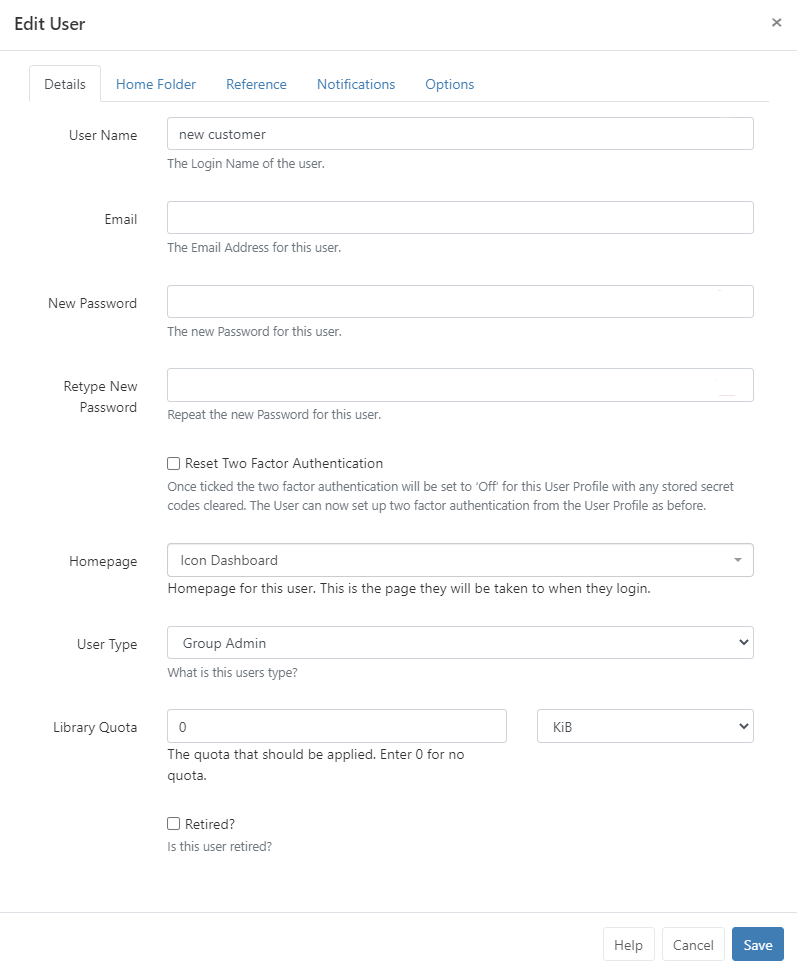 Edit User
×
Details
Home Folder
Reference
Notifications
Options
User Name
new customer
The Login Name of the user.
Email
The Email Address for this user.
New Password
The new Password for this user.
Retype New
Password
Repeat the new Password for this user.
Reset Two Factor Authentication
Once ticked the two factor authentication will be set to ‘Off’ for this User Profile with any stored secret
codes cleared. The User can now set up two factor authentication from the User Profile as before.
Homepage
Icon Dashboard
Homepage for this user. This is the page they will be taken to when they login.
User Type
Group Admin
What is this users type?
Library Quota
0
KiB
The quota that should be applied. Enter 0 for no
quota.
Retired?
Is this user retired?
Help
Cancel
Save